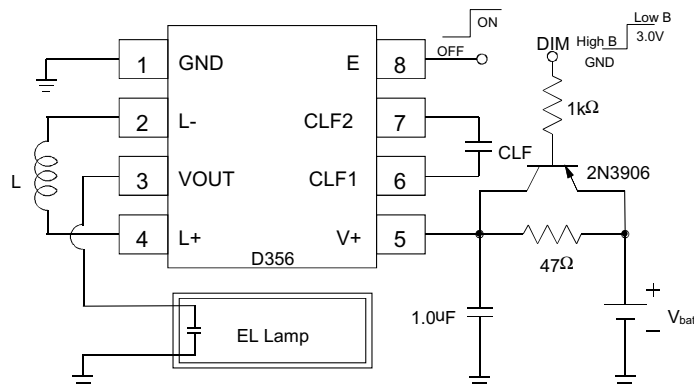 Low B
ON
DIM
High B
3.0V
GND
OFF
1
GND
E
8
1kΩ
2
L-
CLF2
7
CLF
2N3906
L
3
VOUT
CLF1
6
4
L+
V+
5
D356
47Ω
1.0uF
+
Vbat
−
EL Lamp